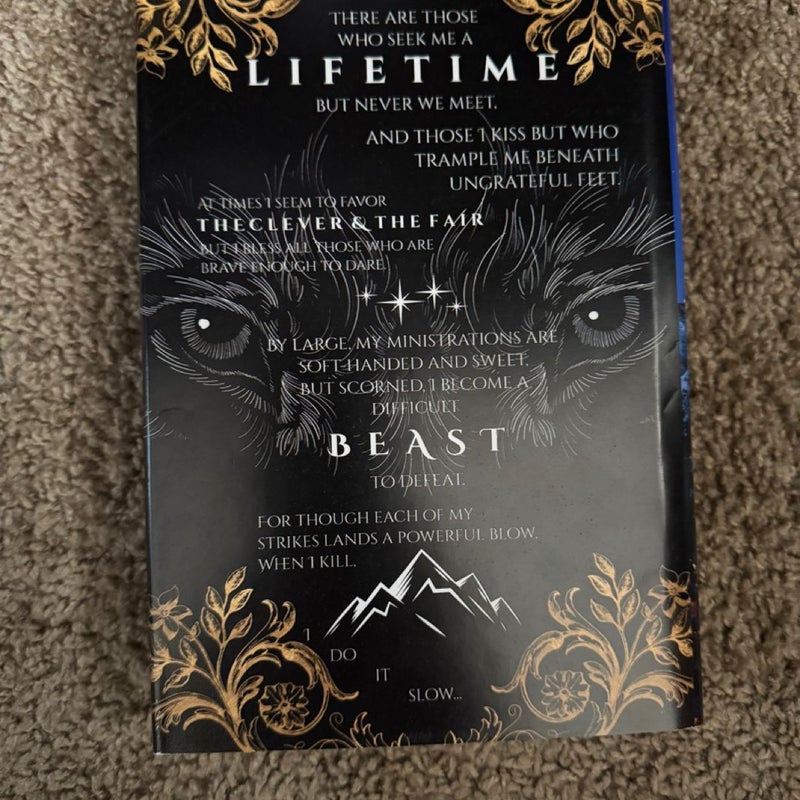 THERE ARE THOSE
WHO SEEK ME A
LIFETIME
BUT NEVER WE MEET,
AND THOSE I KISS BUT WHO
TRAMPLE ME BENEATH
UNGRATEFUL FEET.
AT TIMES I SEEM TO FAVOR
THECLEVER & THE FAIR
BUT I BLESS ALL THOSE WHO ARE
BRAVE ENOUGH TO DARE.
BY LARGE, MY MINISTRATIONS ARE
SOFT-HANDED AND SWEET,
BUT SCORNED, I BECOME A
DIFFICULT
BEAST
TO DEFEAT.
FOR THOUGH EACH OF MY
STRIKES LANDS A POWERFUL BLOW,
WHEN I KILL,
I
DO
IT
SLOW...